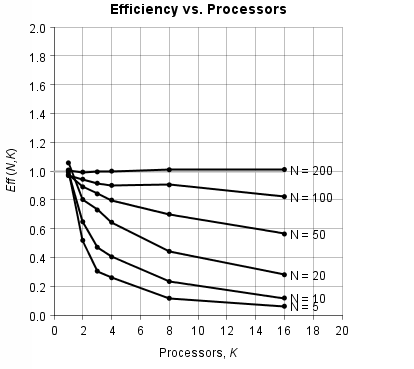 Efficiency vs. Processors
2.0
1.8
1.6
1.4
1.2
1.0
0.8
0.6
0.4
0.2
0.0
Eff (N,K)
N = 200
N = 100
N = 50
N = 20
N = 10
N = 5
0 2 4 6 8 10 12 14 16 18 20
Processors, K